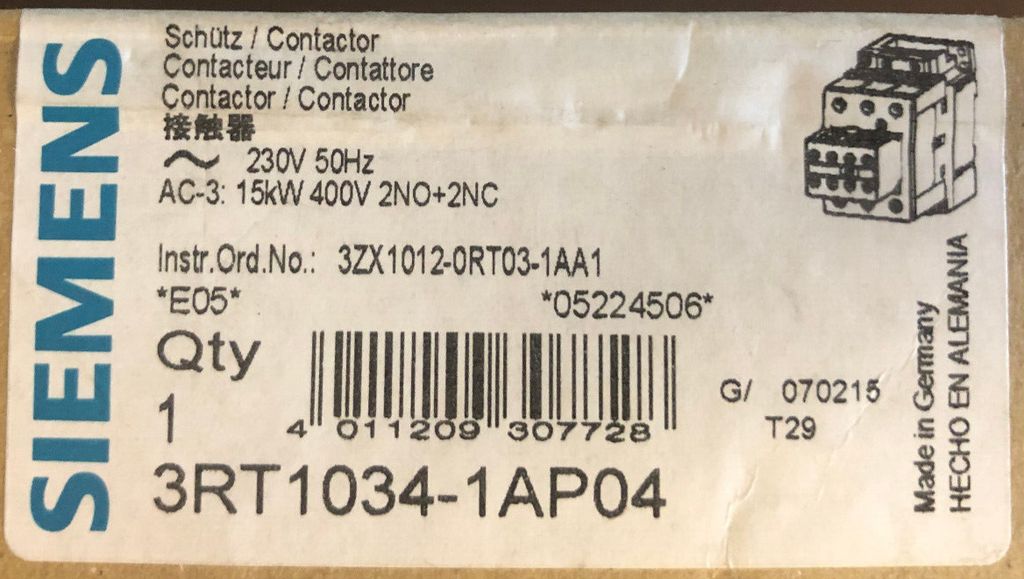 SIEMENS
Schütz / Contactor
Contacteur / Contattore
Contactor / Contactor
接触器
~ 230V 50Hz
AC-3: 15kW 400V 2NO+2NC
Instr.Ord.No.: 3ZX1012-0RT03-1AA1
*E05* *05224506*
Qty
1
4 011209 307728
3RT1034-1AP04
G/ 070215
T29
Made in Germany
HECHO EN ALEMANIA